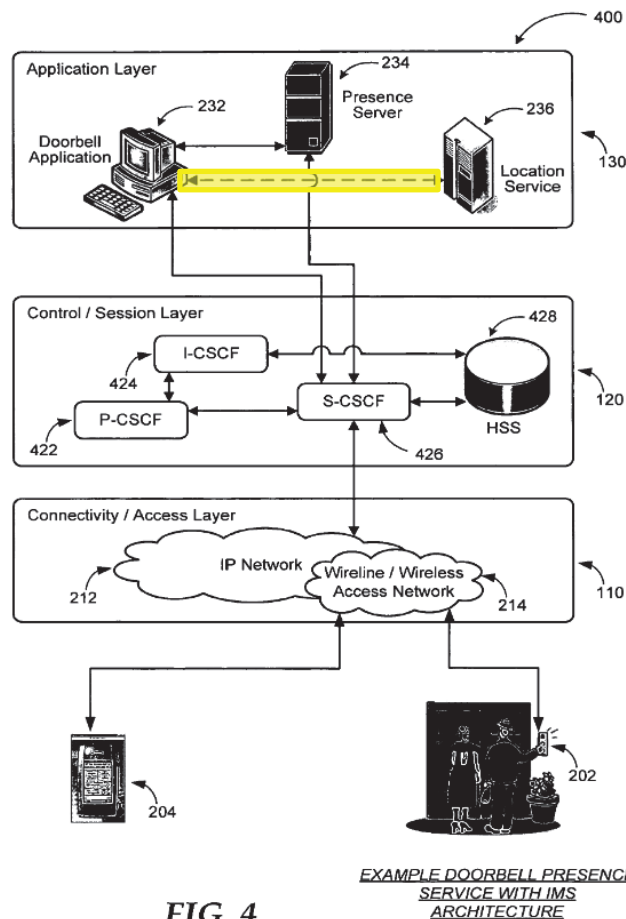 400
Application Layer
234
232
Presence
Server
236
Doorbell
Application
Location
Service
130
Control / Session Layer
428
I-CSCF
424
S-CSCF
120
P-CSCF
HSS
422
426
Connectivity / Access Layer
IP Network
Wireline / Wireless
Access Network
212
214
110
204
202
EXAMPLE DOORBELL PRESENCE
SERVICE WITH IMS
ARCHITECTURE
FIG. 4